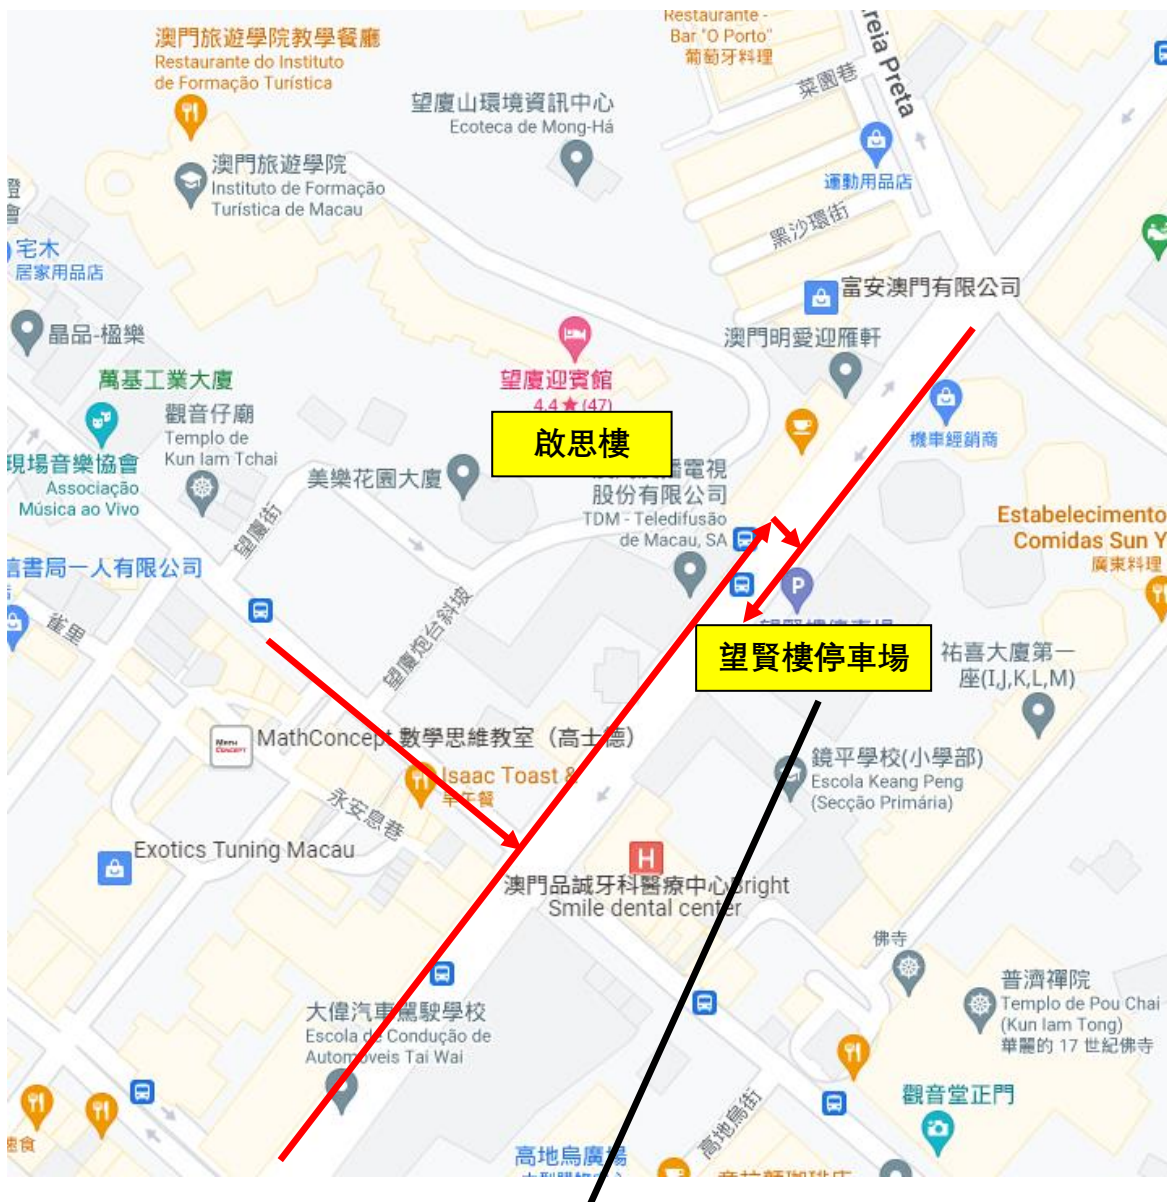 澳門旅遊學院教學餐廳
Restaurante do Instituto
de Formação Turística
Restaurante -
Bar "O Porto"
葡萄牙料理
reia Preta
菜園巷
望廈山環境資訊中心
Ecoteca de Mong-Há
澳門旅遊學院
Instituto de Formação
Turística de Macau
運動用品店
黑沙環街
宅木
居家用品店
富安澳門有限公司
晶品-楹樂
澳門明愛迎雁軒
萬基工業大廈
望廈迎賓館
4.4 ★ (47)
觀音仔廟
Templo de
Kun Iam Tchai
機車經銷商
啟思樓
現場音樂協會
Associação
Música ao Vivo
美樂花園大廈
播電視
股份有限公司
TDM - Teledifusão
de Macau, SA
Estabelecimento
Comidas Sun Y
廣東料理
望廈街
信書局一人有限公司
雀里
望廈炮台斜坡
P
望賢樓停車場
祐喜大廈第一
座(I,J,K,L,M)
MathConcept 數學思維教室（高士德）
Isaac Toast &
早午餐
鏡平學校(小學部)
Escola Keang Peng
(Secção Primária)
永安息巷
Exotics Tuning Macau
H
澳門品誠牙科醫療中心Bright
Smile dental center
佛寺
普濟禪院
Templo de Pou Chai
(Kun Iam Tong)
華麗的 17 世紀佛寺
大偉汽車駕駛學校
Escola de Condução de
Automóveis Tai Wai
觀音堂正門
高地烏街
速食
高地烏廣場